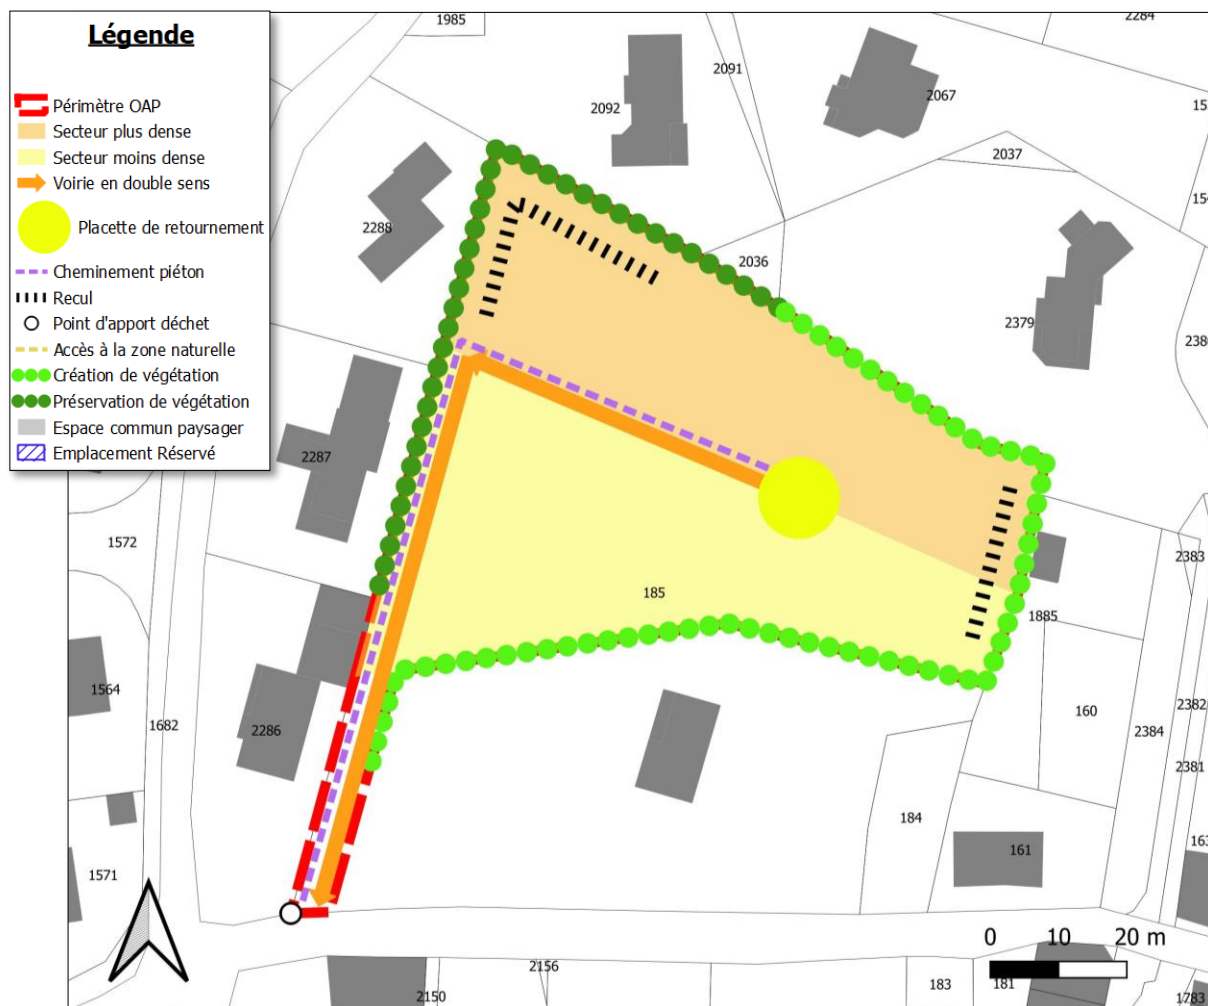 Légende
Périmètre OAP
Secteur plus dense
Secteur moins dense
Voirie en double sens
Placette de retournement
Cheminement piéton
Recul
Point d'apport déchet
Accès à la zone naturelle
Création de végétation
Préservation de végétation
Espace commun paysager
Emplacement Réservé
1985
2284
2091
2092
2067
2037
2288
2036
2379
2287
1572
2383
185
1885
1564
1682
2286
160
2384
2382
2381
184
161
1571
0 10 20 m
2156
2150
183
181
1783